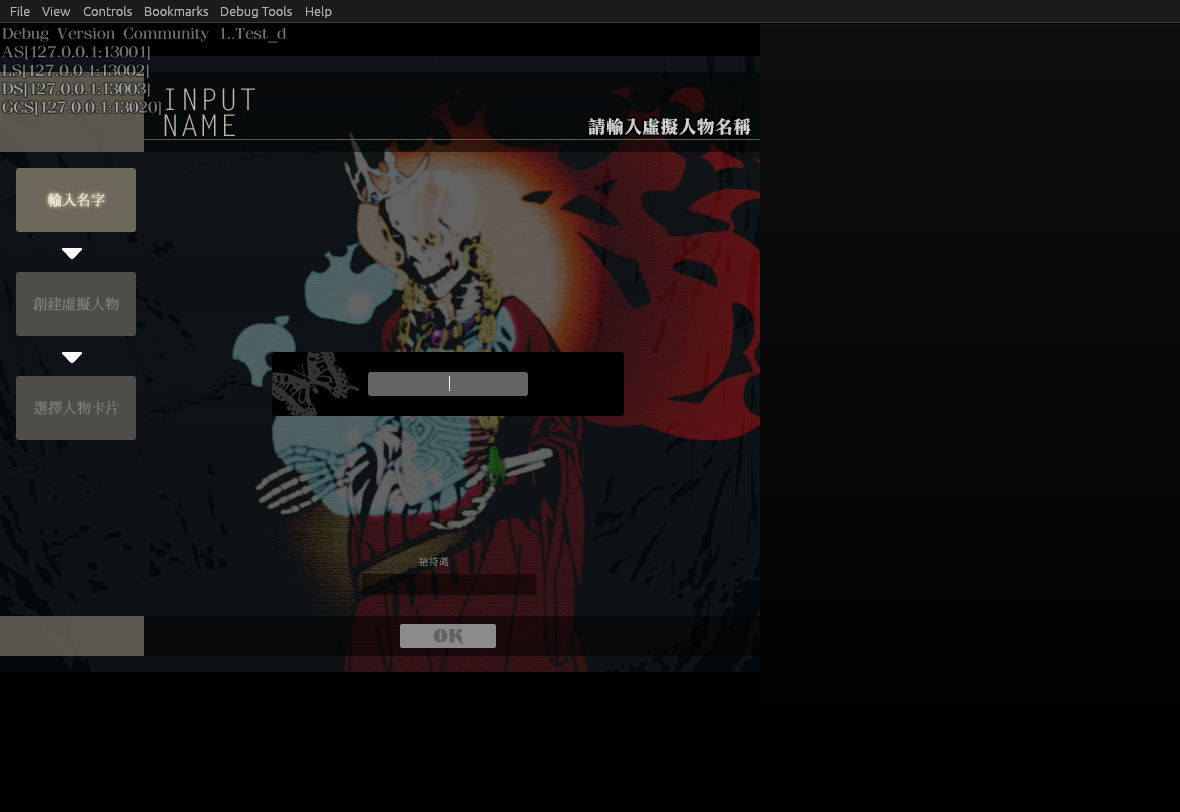 File View Controls Bookmarks Debug Tools Help
Debug Version Community 1..Test_d
AS[127.0.0.1:13001]
LS[127.0.0.1:13002]
DS[127.0.0.1:13003]
GCS[127.0.0.1:13020]
INPUT
NAME
請輸入虛擬人物名稱
輸入名字
創建虛擬人物
選擇人物卡片
招待碼
OK